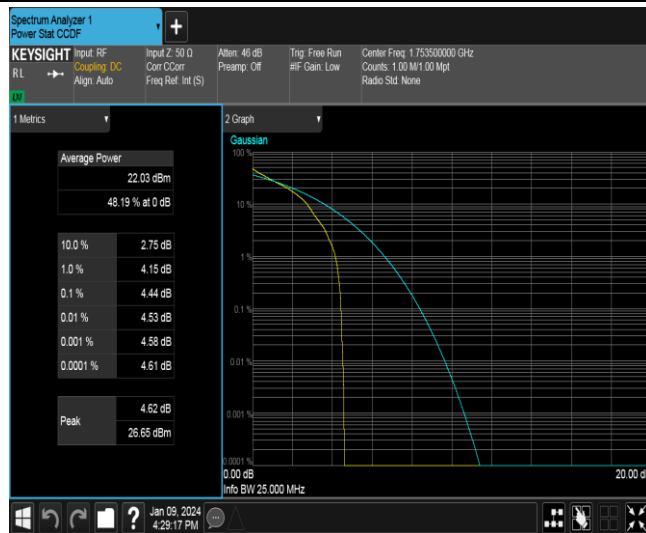 Spectrum Analyzer 1
Power Stat CCDF
KEYSIGHT
RL
Input: RF
Coupling: DC
Align: Auto
Input Z: 50 Ω
Corr CCorr
Freq Ref: Int (S)
Atten: 46 dB
Preamp: Off
Trig: Free Run
#IF Gain: Low
Center Freq: 1.753500000 GHz
Counts: 1.00 M/1.00 Mpt
Radio Std: None
1 Metrics
Average Power
22.03 dBm
48.19 % at 0 dB
10.0 % 2.75 dB
1.0 % 4.15 dB
0.1 % 4.44 dB
0.01 % 4.53 dB
0.001 % 4.58 dB
0.0001 % 4.61 dB
Peak
4.62 dB
26.65 dBm
2 Graph
Gaussian
100 %
10 %
1 %
0.1 %
0.01 %
0.001 %
0.0001 %
0.00 dB
20.00 d
Info BW 25.000 MHz
Jan 09, 2024
4:29:17 PM